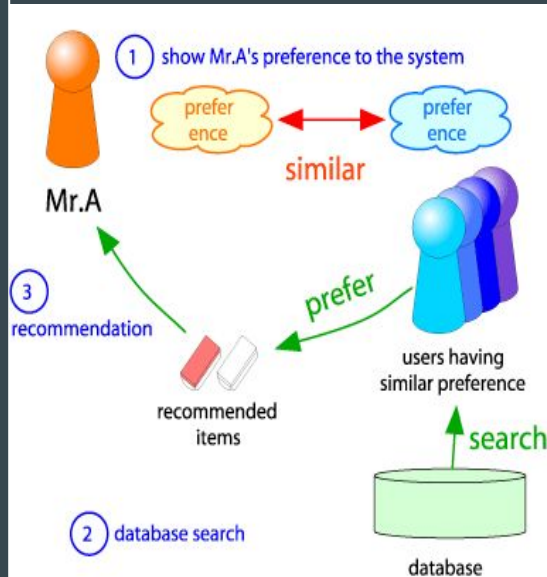 1 show Mr.A's preference to the system
prefer
ence
prefer
ence
similar
Mr.A
3
recommendation
prefer
users having
similar preference
recommended
items
search
2 database search
database